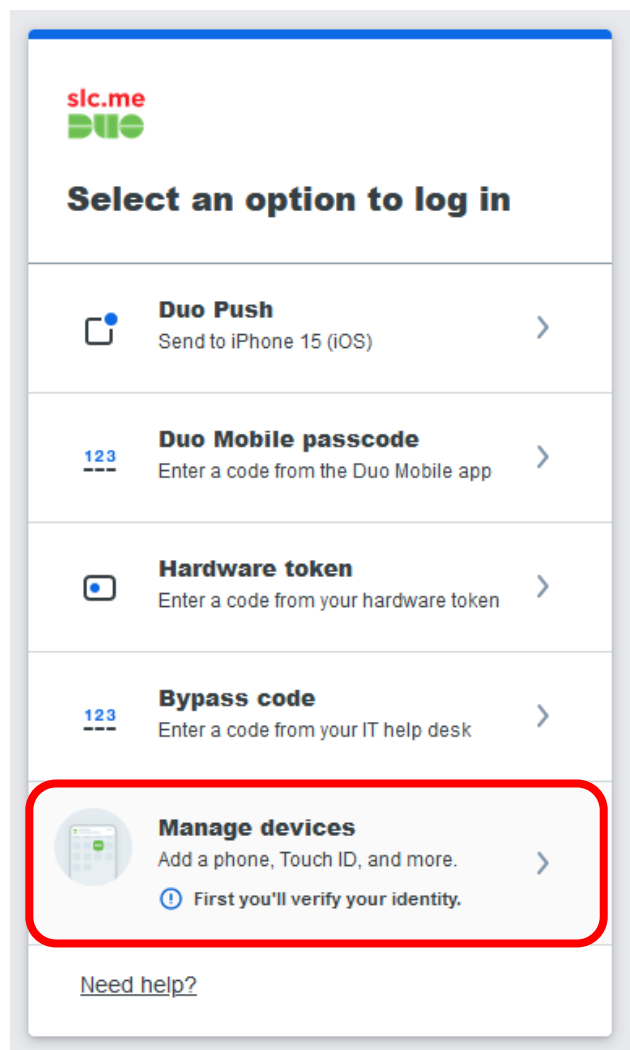 slc.me
DUO
Select an option to log in
Duo Push
Send to iPhone 15 (iOS)
123
Duo Mobile passcode
Enter a code from the Duo Mobile app
Hardware token
Enter a code from your hardware token
123
Bypass code
Enter a code from your IT help desk
Manage devices
Add a phone, Touch ID, and more.
First you'll verify your identity.
Need help?